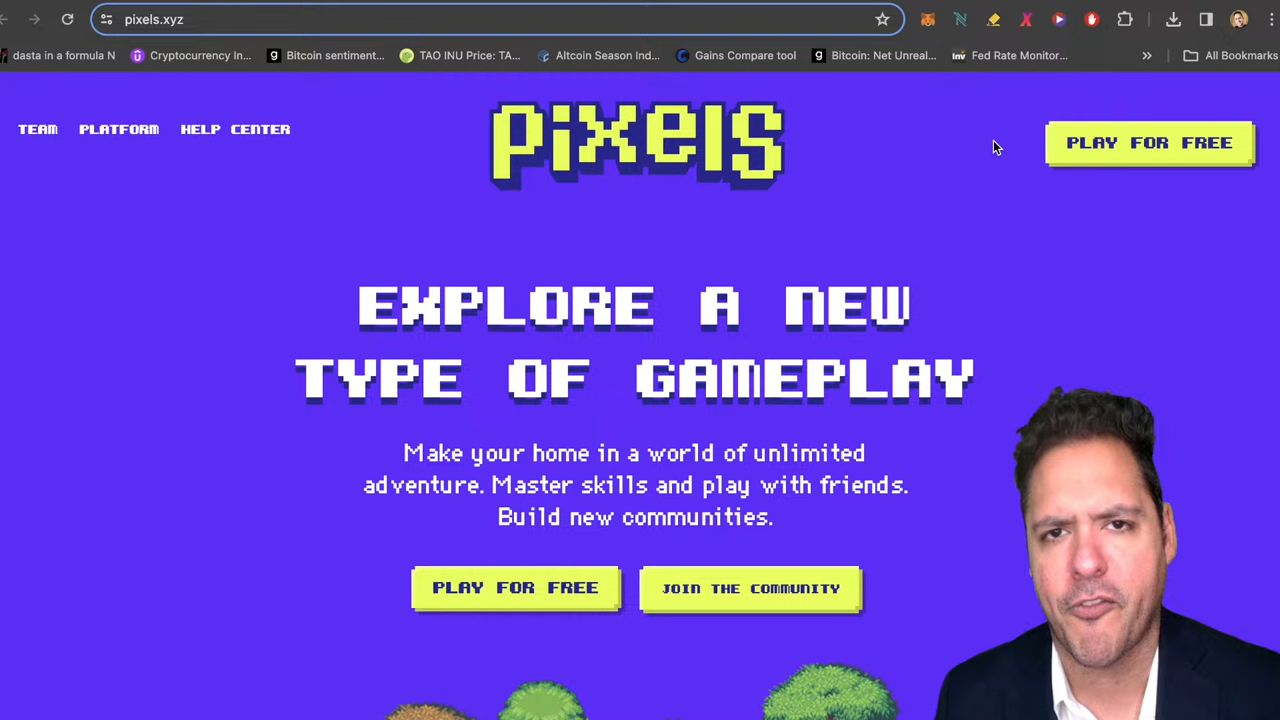 pixels.xyz
dasta in a formula N
Cryptocurrency In...
Bitcoin sentiment...
TAO INU Price: TA...
Altcoin Season Ind...
Gains Compare tool
Bitcoin: Net Unreal...
Inv Fed Rate Monitor...
»
All Bookmarks
TEAM
PLATFORM
HELP CENTER
pixels
PLAY FOR FREE
EXPLORE A NEW
TYPE OF GAMEPLAY
Make your home in a world of unlimited
adventure. Master skills and play with friends.
Build new communities.
PLAY FOR FREE
JOIN THE COMMUNITY